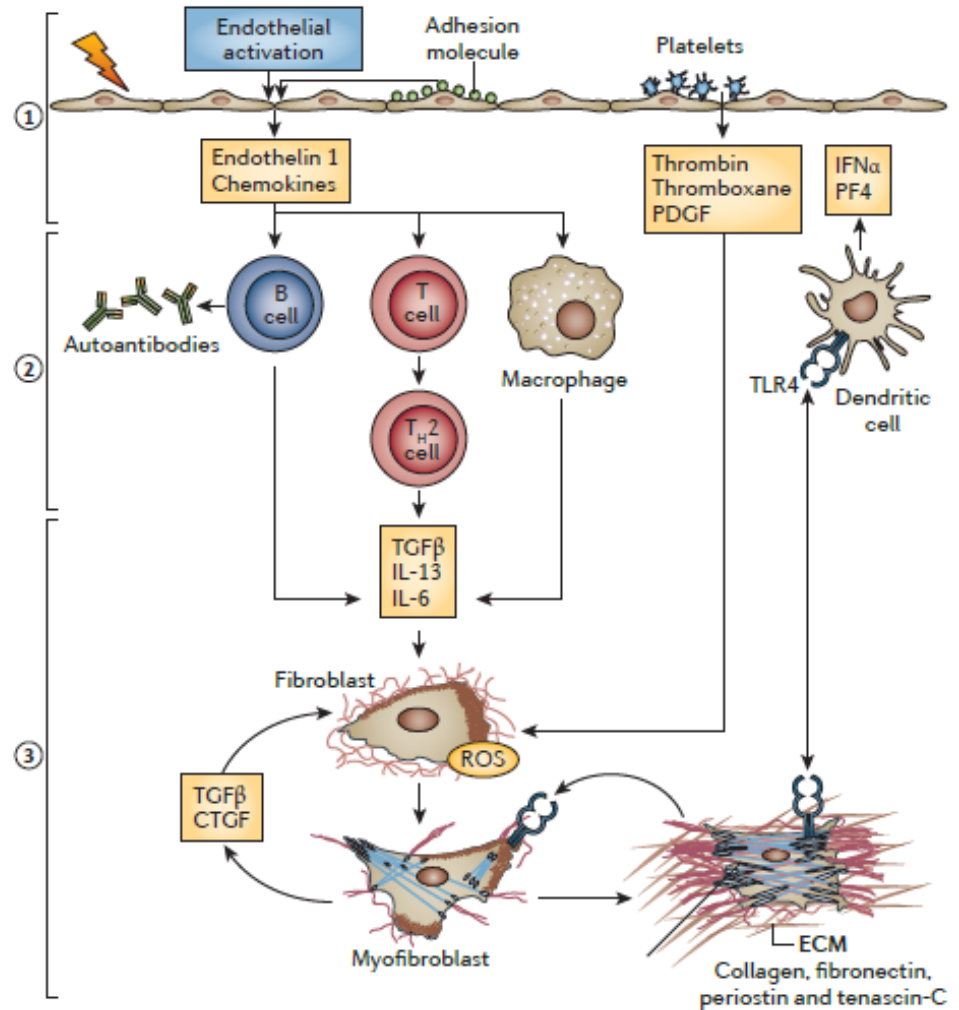 ①
Endothelial
activation
Adhesion
molecule
Platelets
Endothelin 1
Chemokines
Thrombin
Thromboxane
PDGF
IFNα
PF4
②
B
cell
T
cell
Autoantibodies
Macrophage
TLR4
Dendritic
cell
T_H2
cell
③
TGFβ
IL-13
IL-6
Fibroblast
ROS
TGFβ
CTGF
Myofibroblast
ECM
Collagen, fibronectin,
periostin and tenascin-C